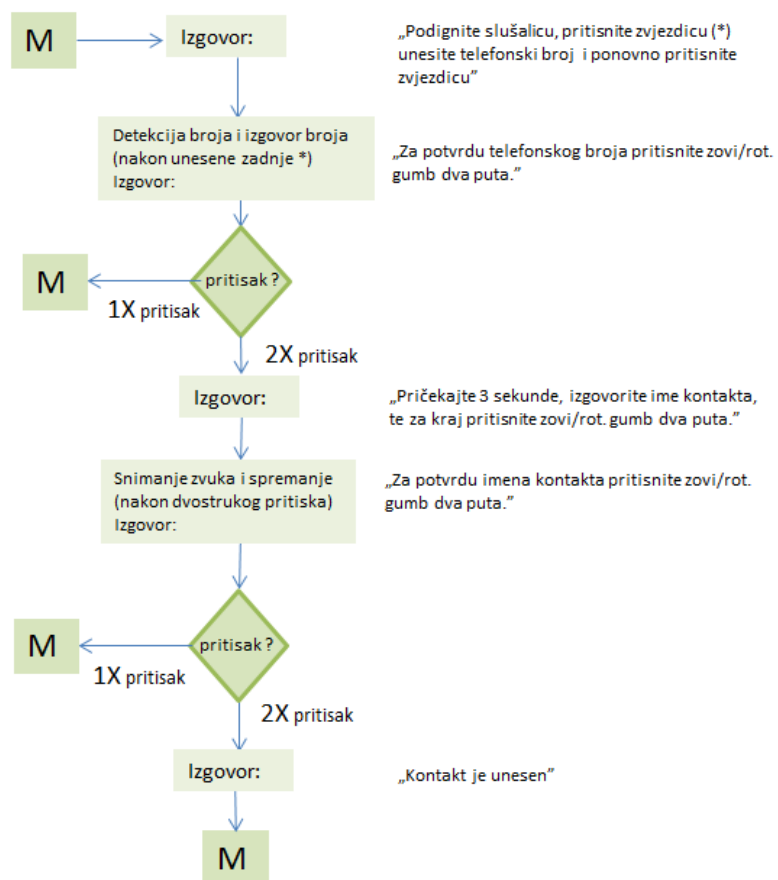 M
Izgovor:
„Podignite slušalicu, pritisnite zvjezdicu (*)
unesite telefonski broj i ponovno pritisnite
zvjezdicu”
Detekcija broja i izgovor broja
(nakon unesene zadnje *)
Izgovor:
„Za potvrdu telefonskog broja pritisnite zovi/rot.
gumb dva puta.”
M
pritisak?
1X pritisak
2X pritisak
Izgovor:
„Pričekajte 3 sekunde, izgovorite ime kontakta,
te za kraj pritisnite zovi/rot. gumb dva puta.”
Snimanje zvuka i spremanje
(nakon dvostrukog pritiska)
Izgovor:
„Za potvrdu imena kontakta pritisnite zovi/rot.
gumb dva puta.”
M
pritisak?
1X pritisak
2X pritisak
Izgovor:
„Kontakt je unesen”
M